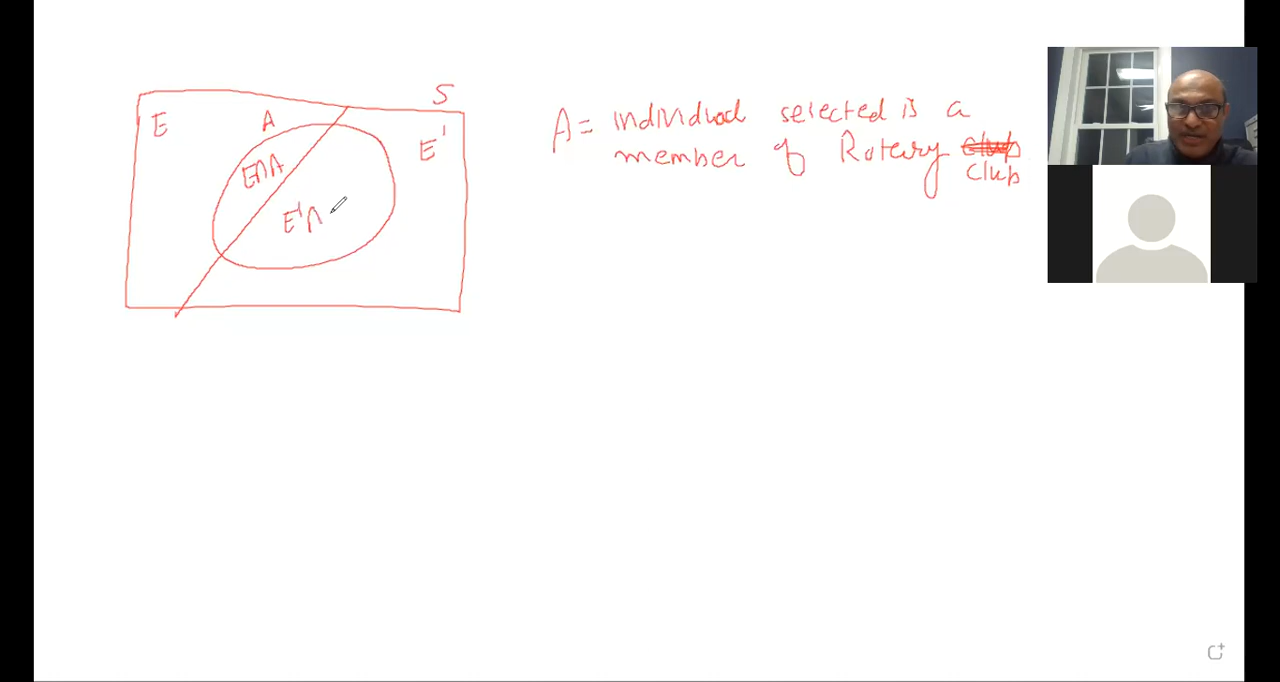 S
E
A
E'
E∩A
E'∩
A = individual selected is a
member of Rotary club
club